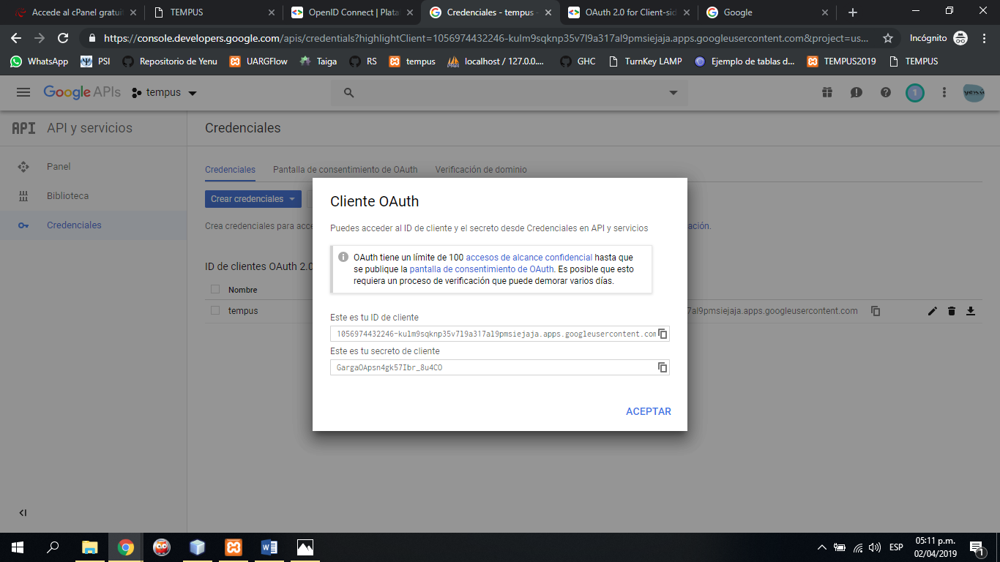 Accede al cPanel gratuit
TEMPUS
OpenID Connect | Plata
Credenciales - tempus -
OAuth 2.0 for Client-sid
Google
https://console.developers.google.com/apis/credentials?highlightClient=1056974432246-kulm9sqknp35v7l9a317al9pmsiejaja.apps.googleusercontent.com&project=us...
Incógnito
WhatsApp
PSI
Repositorio de Yenu
UARGFlow
Taiga
RS
tempus
localhost / 127.0.0....
GHC
TurnKey LAMP
Ejemplo de tablas d...
TEMPUS2019
TEMPUS
Google APIs
tempus
1
API API y servicios
Credenciales
Panel
Biblioteca
Credenciales
Credenciales
Pantalla de consentimiento de OAuth
Verificación de dominio
Crear credenciales
Crea credenciales para acce
ación.
ID de clientes OAuth 2.0
Nombre
tempus
7al9pmsiejaja.apps.googleusercontent.com
Cliente OAuth
Puedes acceder al ID de cliente y el secreto desde Credenciales en API y servicios
OAuth tiene un límite de 100 accesos de alcance confidencial hasta que
se publique la pantalla de consentimiento de OAuth. Es posible que esto
requiera un proceso de verificación que puede demorar varios días.
Este es tu ID de cliente
1056974432246-kulm9sqknp35v7l9a317al9pmsiejaja.apps.googleusercontent.com
Este es tu secreto de cliente
GargaOApsn4gk57Ibr_8u4CO
ACEPTAR
ESP
05:11 p.m.
02/04/2019
1